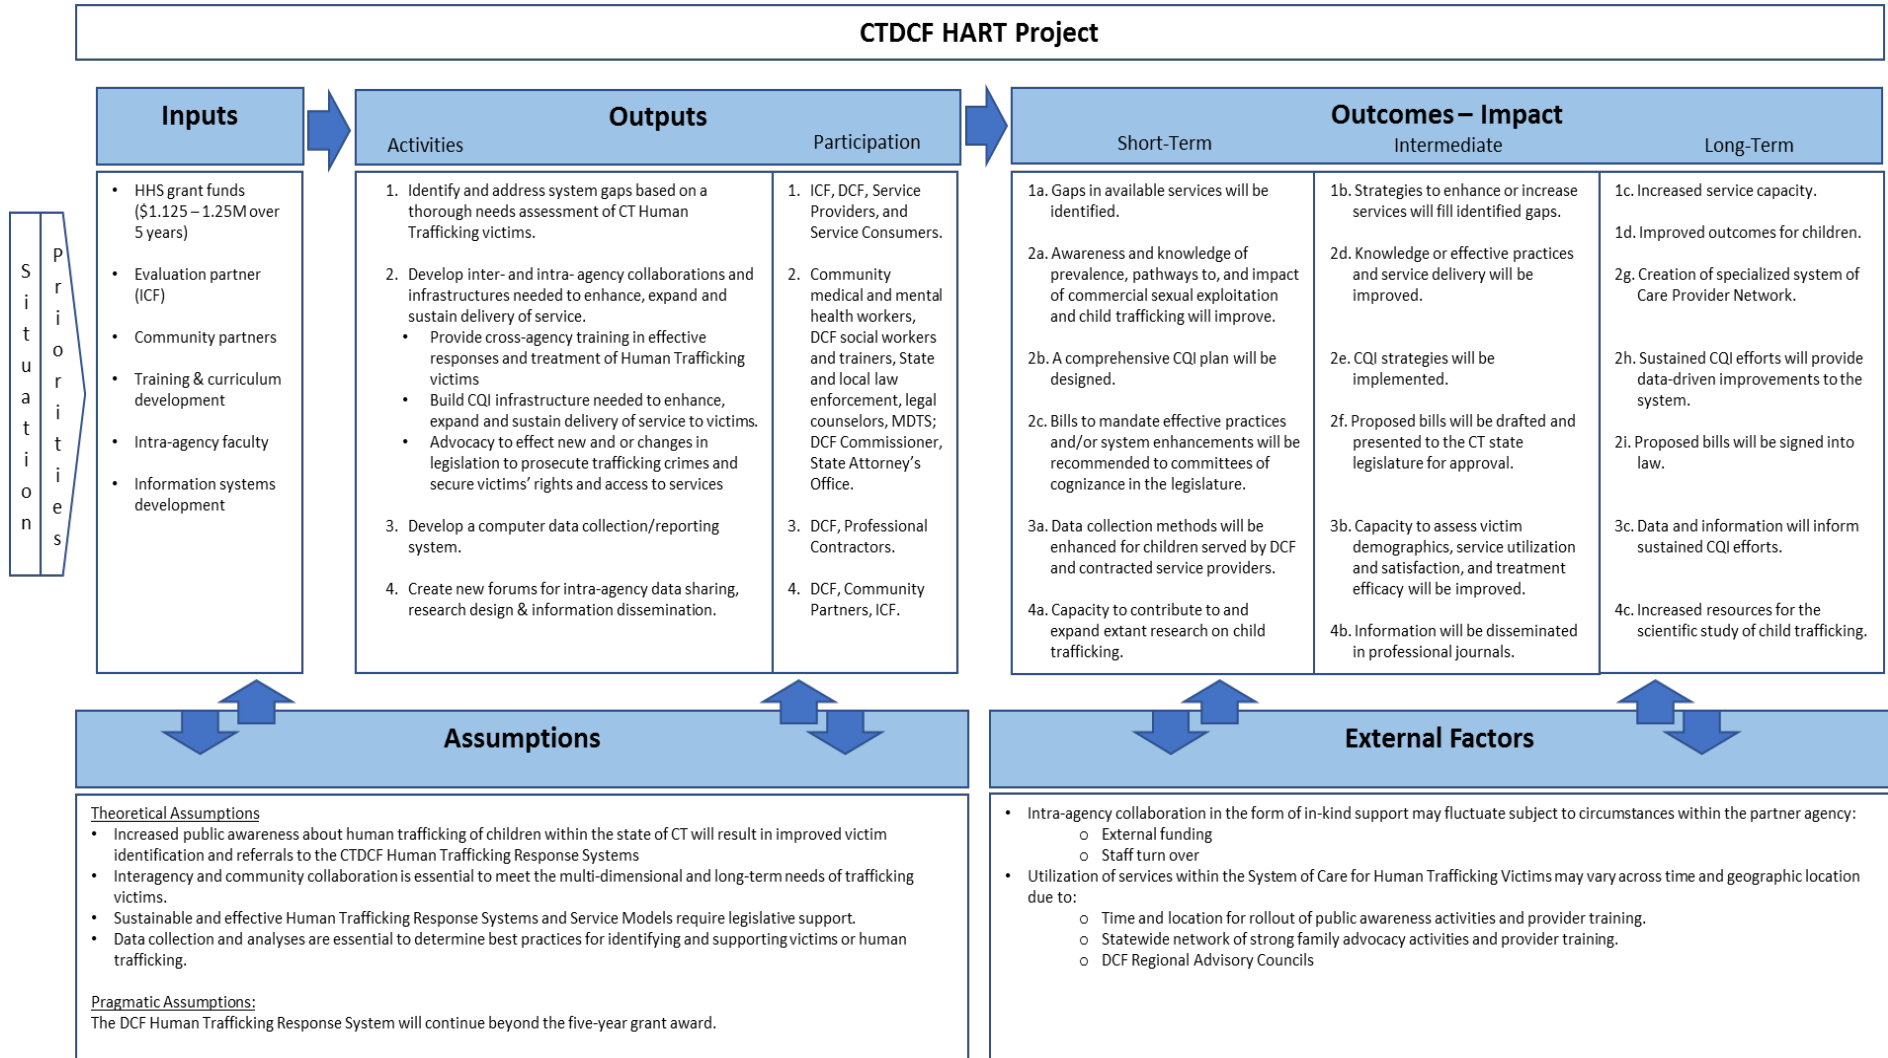 CTDCF HART Project
Situation
Priorities
Inputs
• HHS grant funds
($1.125 – 1.25M over
5 years)
• Evaluation partner
(ICF)
• Community partners
• Training & curriculum
development
• Intra-agency faculty
• Information systems
development
Outputs
Activities
Participation
1. Identify and address system gaps based on a
thorough needs assessment of CT Human
Trafficking victims.
2. Develop inter- and intra- agency collaborations and
infrastructures needed to enhance, expand and
sustain delivery of service.
• Provide cross-agency training in effective
responses and treatment of Human Trafficking
victims
• Build CQI infrastructure needed to enhance,
expand and sustain delivery of service to victims.
• Advocacy to effect new and or changes in
legislation to prosecute trafficking crimes and
secure victims' rights and access to services
3. Develop a computer data collection/reporting
system.
4. Create new forums for intra-agency data sharing,
research design & information dissemination.
1. ICF, DCF, Service
Providers, and
Service Consumers.
2. Community
medical and mental
health workers,
DCF social workers
and trainers, State
and local law
enforcement, legal
counselors, MDTS;
DCF Commissioner,
State Attorney's
Office.
3. DCF, Professional
Contractors.
4. DCF, Community
Partners, ICF.
Outcomes – Impact
Short-Term
Intermediate
Long-Term
1a. Gaps in available services will be
identified.
2a. Awareness and knowledge of
prevalence, pathways to, and impact
of commercial sexual exploitation
and child trafficking will improve.
2b. A comprehensive CQI plan will be
designed.
2c. Bills to mandate effective practices
and/or system enhancements will be
recommended to committees of
cognizance in the legislature.
3a. Data collection methods will be
enhanced for children served by DCF
and contracted service providers.
4a. Capacity to contribute to and
expand extant research on child
trafficking.
1b. Strategies to enhance or increase
services will fill identified gaps.
2d. Knowledge or effective practices
and service delivery will be
improved.
2e. CQI strategies will be
implemented.
2f. Proposed bills will be drafted and
presented to the CT state
legislature for approval.
3b. Capacity to assess victim
demographics, service utilization
and satisfaction, and treatment
efficacy will be improved.
4b. Information will be disseminated
in professional journals.
1c. Increased service capacity.
1d. Improved outcomes for children.
2g. Creation of specialized system of
Care Provider Network.
2h. Sustained CQI efforts will provide
data-driven improvements to the
system.
2i. Proposed bills will be signed into
law.
3c. Data and information will inform
sustained CQI efforts.
4c. Increased resources for the
scientific study of child trafficking.
Assumptions
Theoretical Assumptions
• Increased public awareness about human trafficking of children within the state of CT will result in improved victim
identification and referrals to the CTDCF Human Trafficking Response Systems
• Interagency and community collaboration is essential to meet the multi-dimensional and long-term needs of trafficking
victims.
• Sustainable and effective Human Trafficking Response Systems and Service Models require legislative support.
• Data collection and analyses are essential to determine best practices for identifying and supporting victims or human
trafficking.
Pragmatic Assumptions:
The DCF Human Trafficking Response System will continue beyond the five-year grant award.
External Factors
• Intra-agency collaboration in the form of in-kind support may fluctuate subject to circumstances within the partner agency:
o External funding
o Staff turn over
• Utilization of services within the System of Care for Human Trafficking Victims may vary across time and geographic location
due to:
o Time and location for rollout of public awareness activities and provider training.
o Statewide network of strong family advocacy activities and provider training.
o DCF Regional Advisory Councils